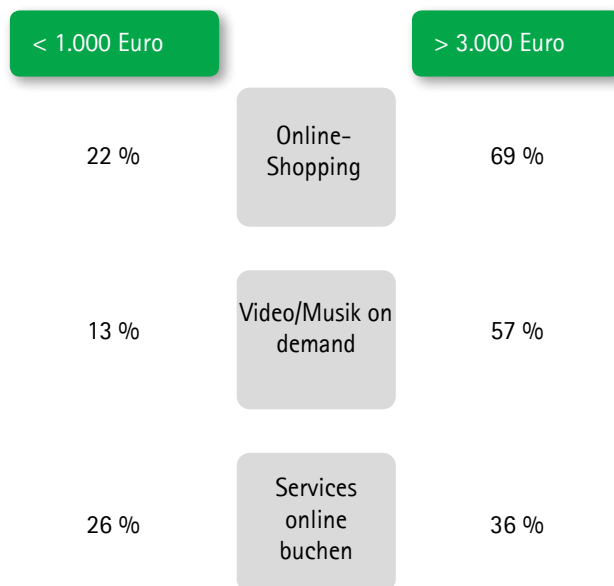 < 1.000 Euro
> 3.000 Euro
22 %
Online-
Shopping
69 %
13 %
Video/Musik on
demand
57 %
26 %
Services
online
buchen
36 %